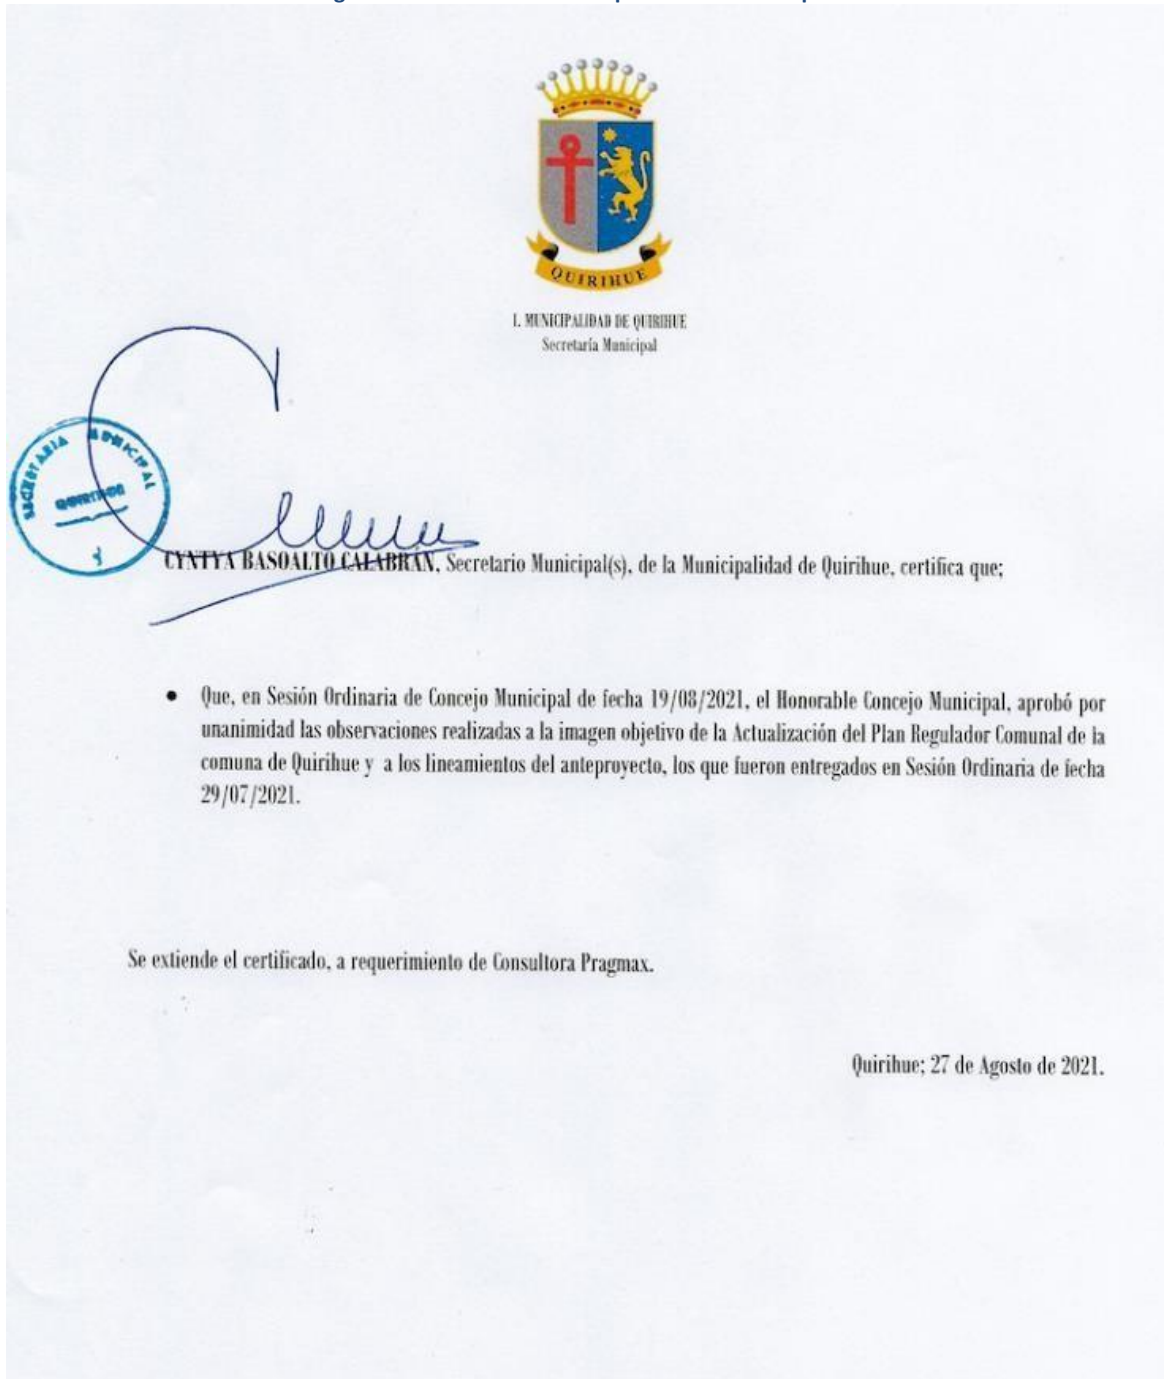 QUIRIHUE
I. MUNICIPALIDAD DE QUIRIHUE
Secretaría Municipal
SECRETARIA MUNICIPAL
QUIRIHUE
CYNTYA BASOALTO CALABRÁN, Secretario Municipal(s), de la Municipalidad de Quirihue, certifica que;
• Que, en Sesión Ordinaria de Concejo Municipal de fecha 19/08/2021, el Honorable Concejo Municipal, aprobó por
unanimidad las observaciones realizadas a la imagen objetivo de la Actualización del Plan Regulador Comunal de la
comuna de Quirihue y a los lineamientos del anteproyecto, los que fueron entregados en Sesión Ordinaria de fecha
29/07/2021.
Se extiende el certificado, a requerimiento de Consultora Pragmax.
Quirihue; 27 de Agosto de 2021.